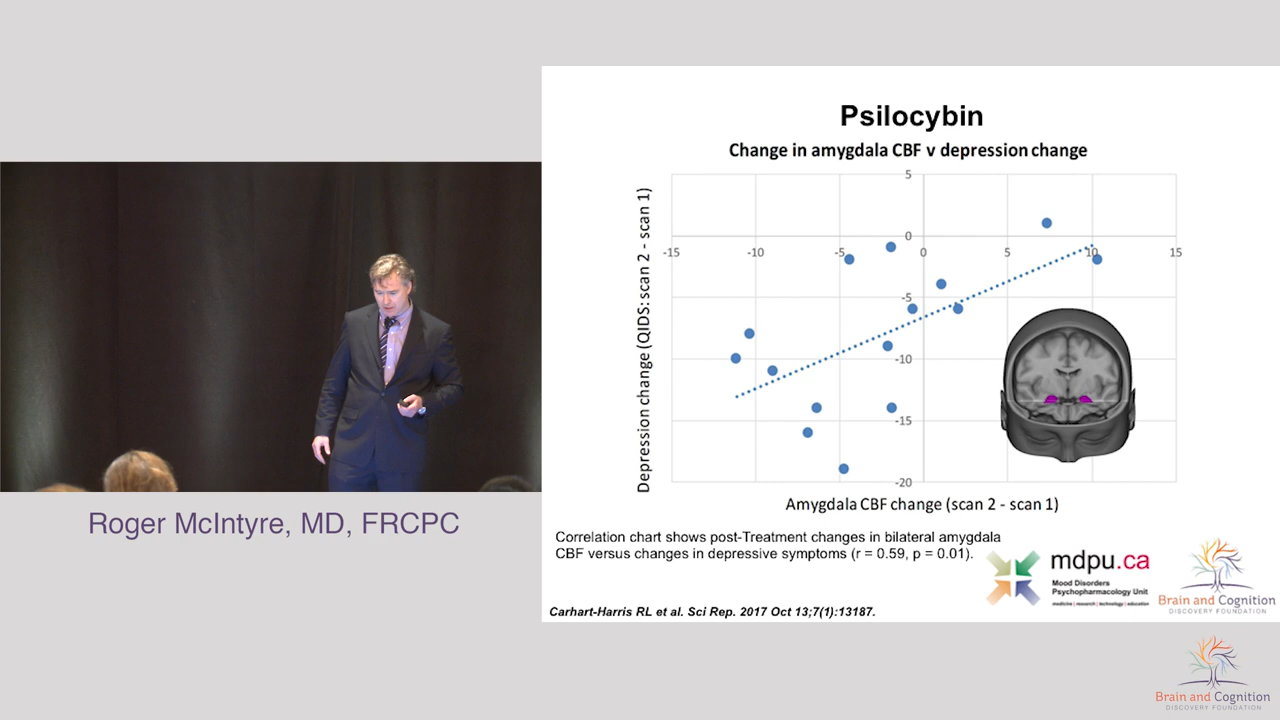 Psilocybin
Change in amygdala CBF v depression change
Depression change (QIDS: scan 2 - scan 1)
5
0
-15
-10
-5
0
5
10
15
-5
-10
-15
-20
Amygdala CBF change (scan 2 - scan 1)
Roger McIntyre, MD, FRCPC
Correlation chart shows post-Treatment changes in bilateral amygdala
CBF versus changes in depressive symptoms (r = 0.59, p = 0.01).
mdpu.ca
Mood Disorders
Psychopharmacology Unit
medicine | research | technology | education
Brain and Cognition
DISCOVERY FOUNDATION
Carhart-Harris RL et al. Sci Rep. 2017 Oct 13;7(1):13187.
Brain and Cognition
DISCOVERY FOUNDATION